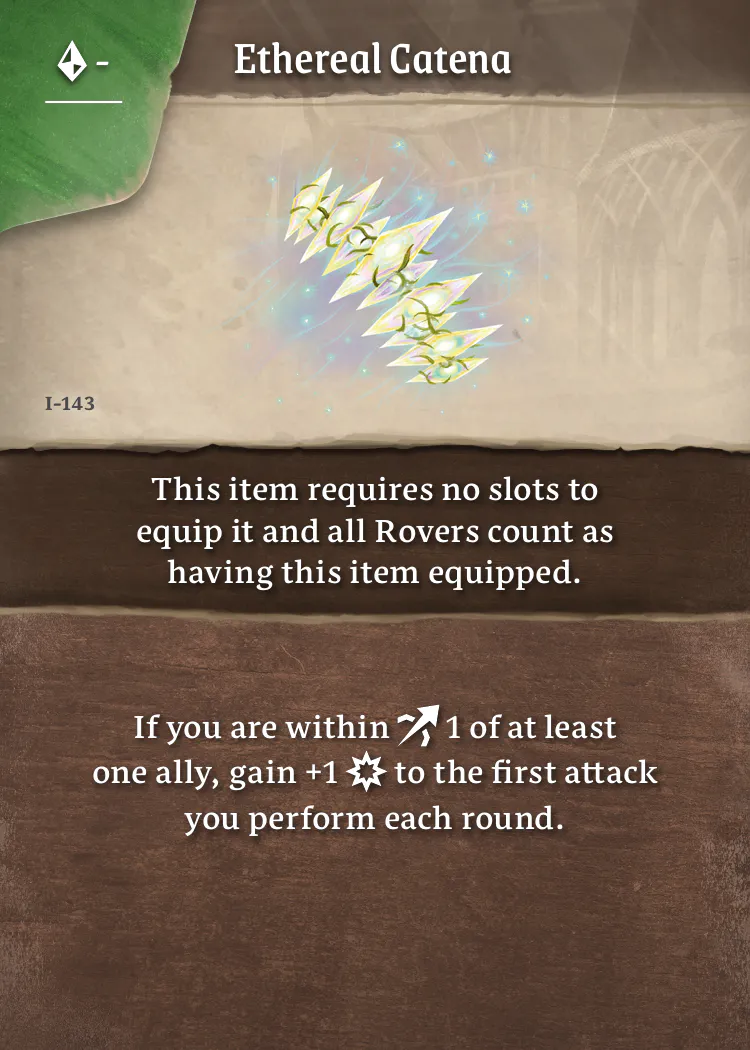 -
Ethereal Catena
I-143
This item requires no slots to
equip it and all Rovers count as
having this item equipped.
If you are within 1 of at least
one ally, gain +1 to the first attack
you perform each round.